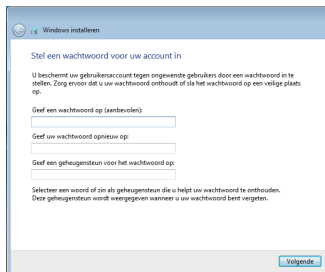 Windows installeren
Stel een wachtwoord voor uw account in
U beschermt uw gebruikersaccount tegen ongewenste gebruikers door een wachtwoord in te
stellen. Zorg ervoor dat u uw wachtwoord onthoudt of sla het wachtwoord op een veilige plaats
op.
Geef een wachtwoord op (aanbevolen):
Geef uw wachtwoord opnieuw op:
Geef een geheugensteun voor het wachtwoord op:
Selecteer een woord of zin als geheugensteun die u helpt uw wachtwoord te onthouden.
Deze geheugensteun wordt weergegeven wanneer u uw wachtwoord bent vergeten.
Volgende